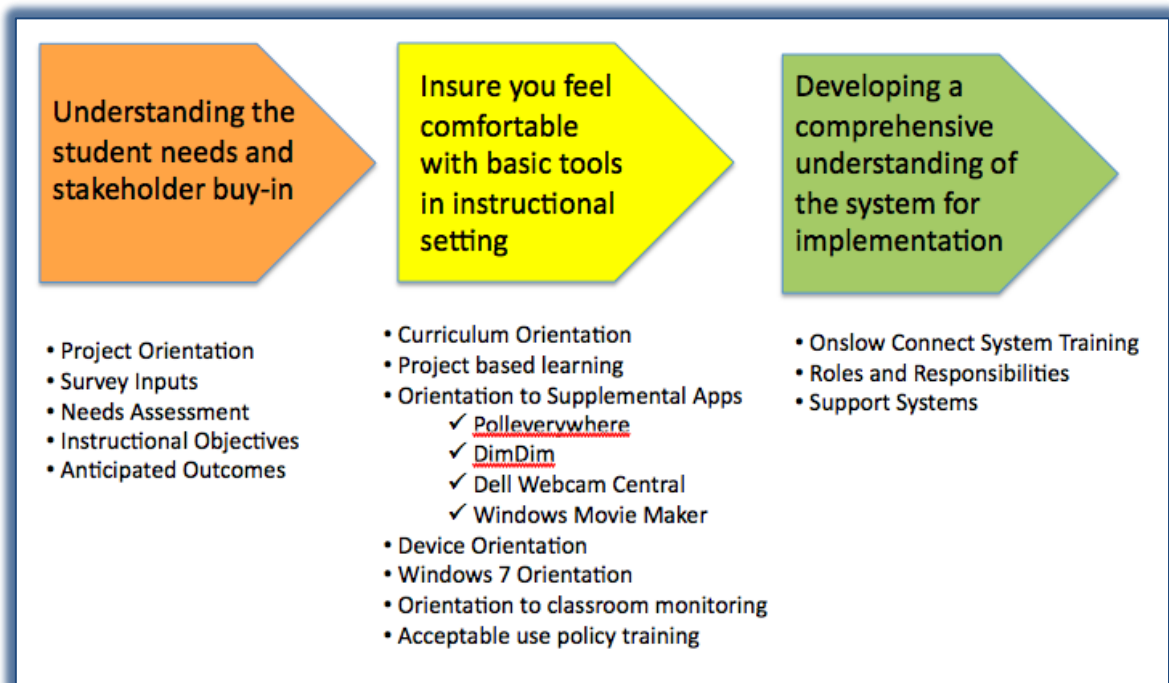 Understanding the
student needs and
stakeholder buy-in
• Project Orientation
• Survey Inputs
• Needs Assessment
• Instructional Objectives
• Anticipated Outcomes
Insure you feel
comfortable
with basic tools
in instructional
setting
• Curriculum Orientation
• Project based learning
• Orientation to Supplemental Apps
✓ Polleverywhere
✓ DimDim
✓ Dell Webcam Central
✓ Windows Movie Maker
• Device Orientation
• Windows 7 Orientation
• Orientation to classroom monitoring
• Acceptable use policy training
Developing a
comprehensive
understanding of
the system for
implementation
• Onslow Connect System Training
• Roles and Responsibilities
• Support Systems